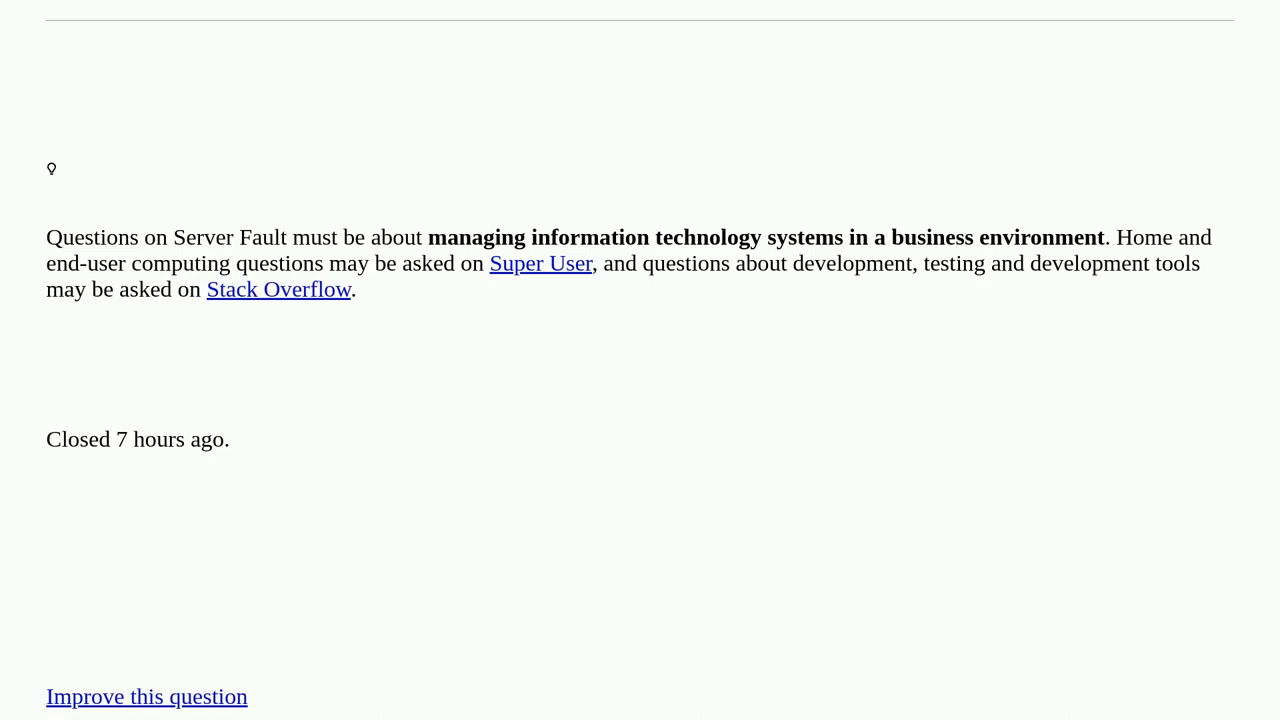 Questions on Server Fault must be about managing information technology systems in a business environment. Home and
end-user computing questions may be asked on Super User, and questions about development, testing and development tools
may be asked on Stack Overflow.
Closed 7 hours ago.
Improve this question